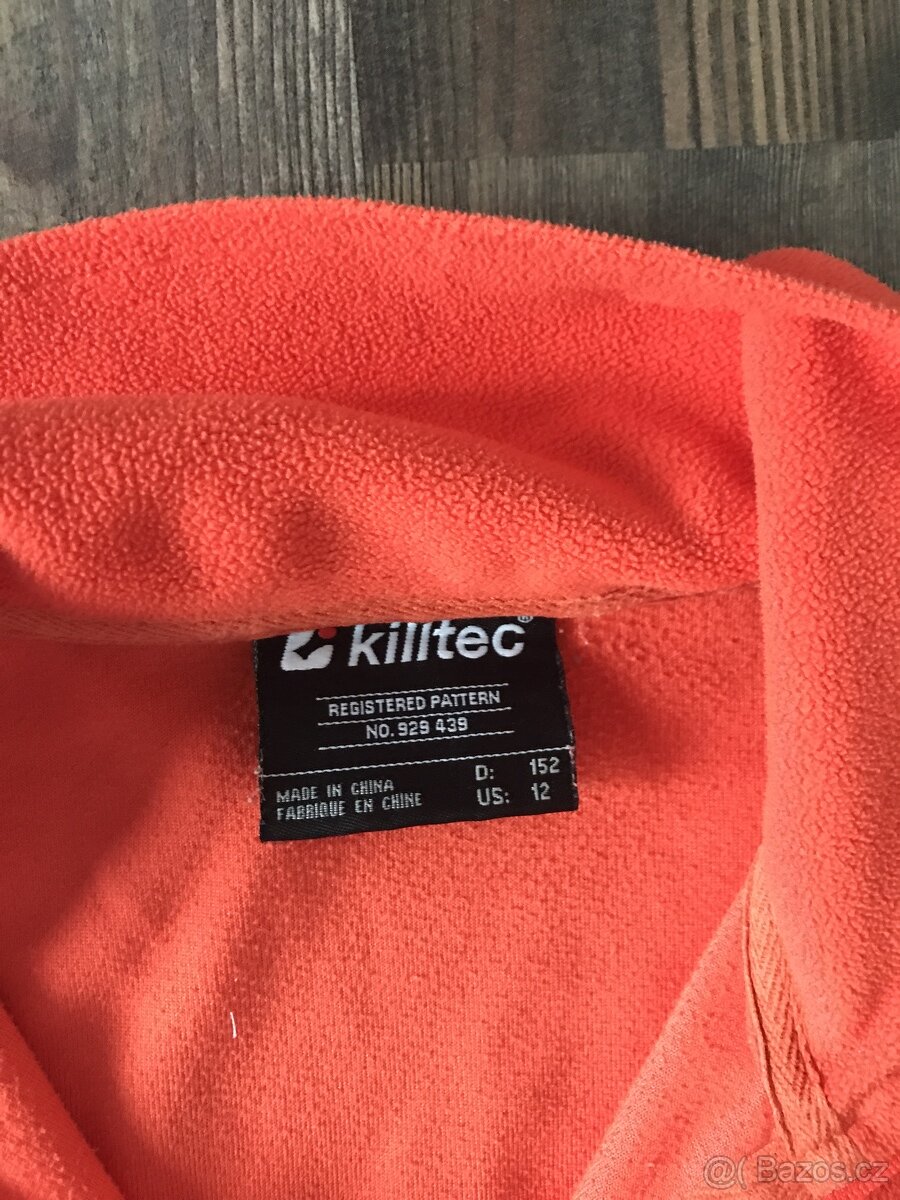 killtec®
REGISTERED PATTERN
NO. 929 439
MADE IN CHINA
FABRIQUE EN CHINE
D: 152
US: 12
@( Bazos.cz